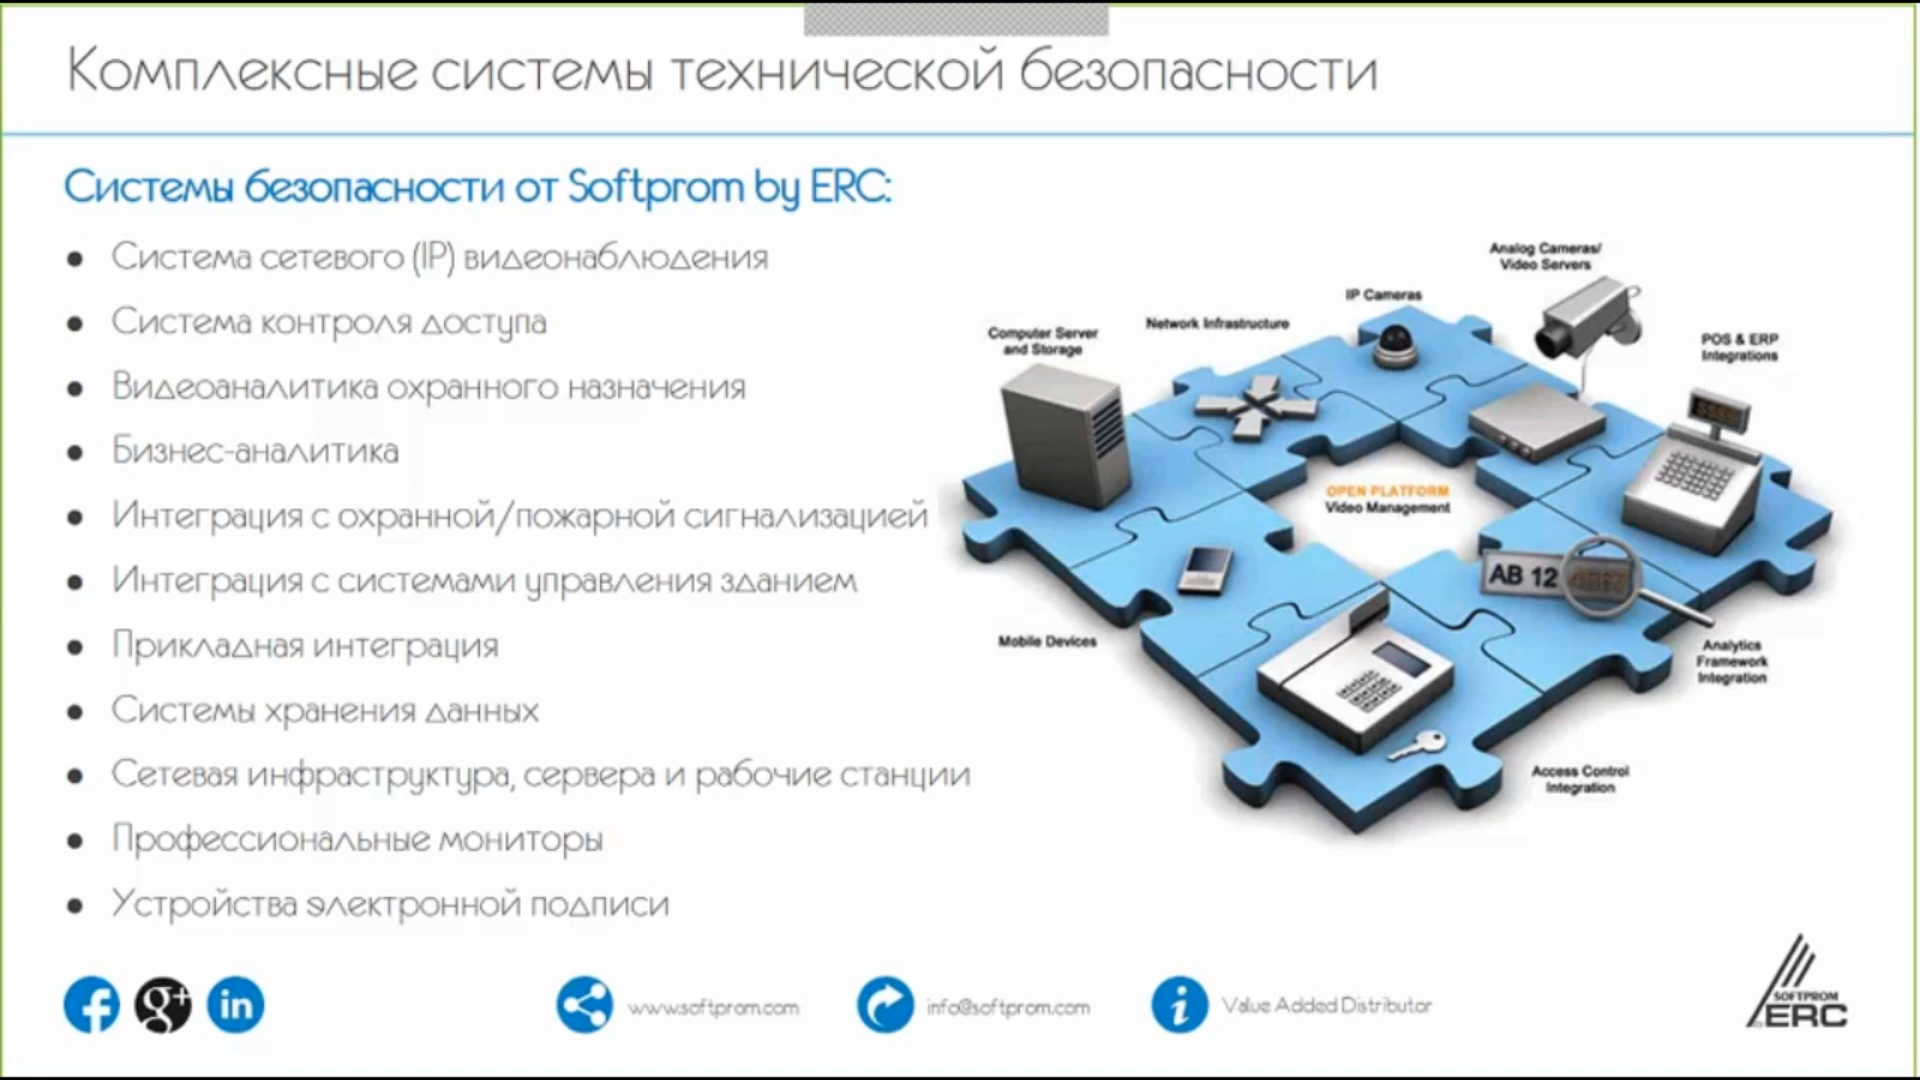 Комплексные системы технической безопасности
Системы безопасности от Softprom by ERC:
• Система сетевого (IP) видеонаблюдения
• Система контроля доступа
• Видеоаналитика охранного назначения
• Бизнес-аналитика
• Интеграция с охранной/пожарной сигнализацией
• Интеграция с системами управления зданием
• Прикладная интеграция
• Системы хранения данных
• Сетевая инфраструктура, сервера и рабочие станции
• Профессиональные мониторы
• Устройства электронной подписи
Analog Cameras/
Video Servers
IP Cameras
Network Infrastructure
Computer Server
and Storage
POS & ERP
Integrations
OPEN PLATFORM
Video Management
AB 12
Mobile Devices
Analytics
Framework
Integration
Access Control
Integration
f g+ in
www.softprom.com
info@softprom.com
i
Value Added Distributor
SOFTPROM
by ERC